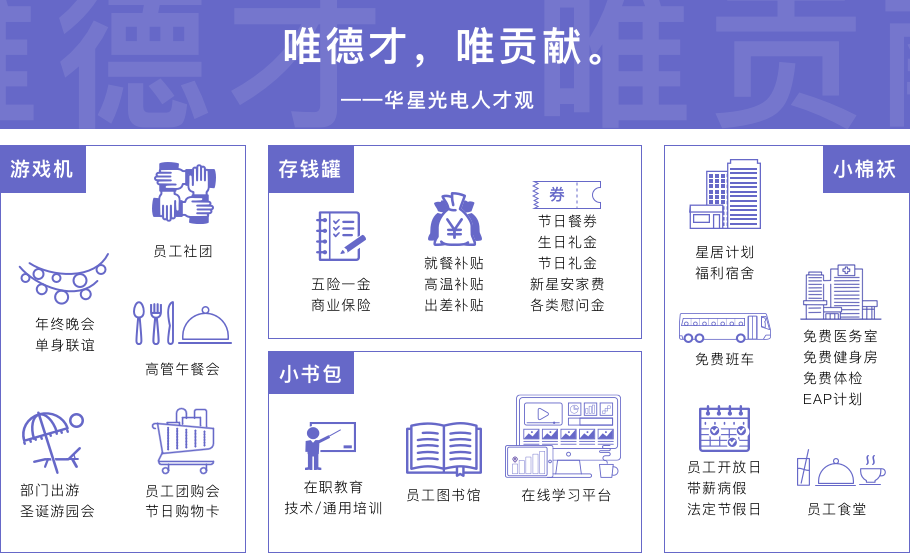 唯德才，唯贡献。
——华星光电人才观
游戏机
员工社团
年终晚会
单身联谊
高管午餐会
部门出游
圣诞游园会
员工团购会
节日购物卡
存钱罐
五险一金
商业保险
就餐补贴
高温补贴
出差补贴
券
节日餐券
生日礼金
节日礼金
新星安家费
各类慰问金
小书包
在职教育
技术/通用培训
员工图书馆
在线学习平台
小棉袄
星居计划
福利宿舍
免费班车
免费医务室
免费健身房
免费体检
EAP计划
员工开放日
带薪病假
法定节假日
员工食堂